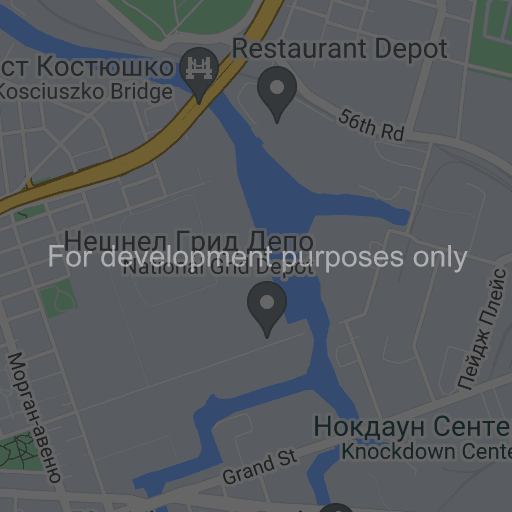 Restaurant Depot
ст Костюшко
Kosciuszko Bridge
56th Rd
Нешнел Грид Депо
National Grid Depot
For development purposes only
Пейдж Плейс
Морган-авеню
Нокдаун Сенте
Knockdown Cente
Grand St